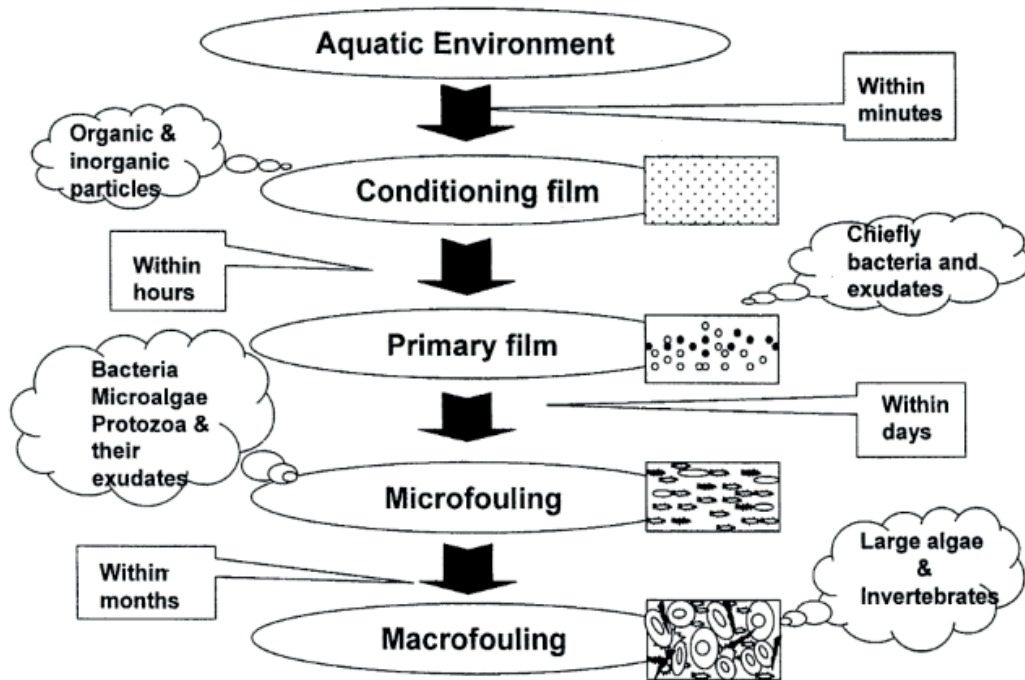 Aquatic Environment
Within
minutes
Organic &
inorganic
particles
Conditioning film
Within
hours
Chiefly
bacteria and
exudates
Primary film
Bacteria
Microalgae
Protozoa &
their
exudates
Within
days
Microfouling
Large algae
&
Invertebrates
Within
months
Macrofouling